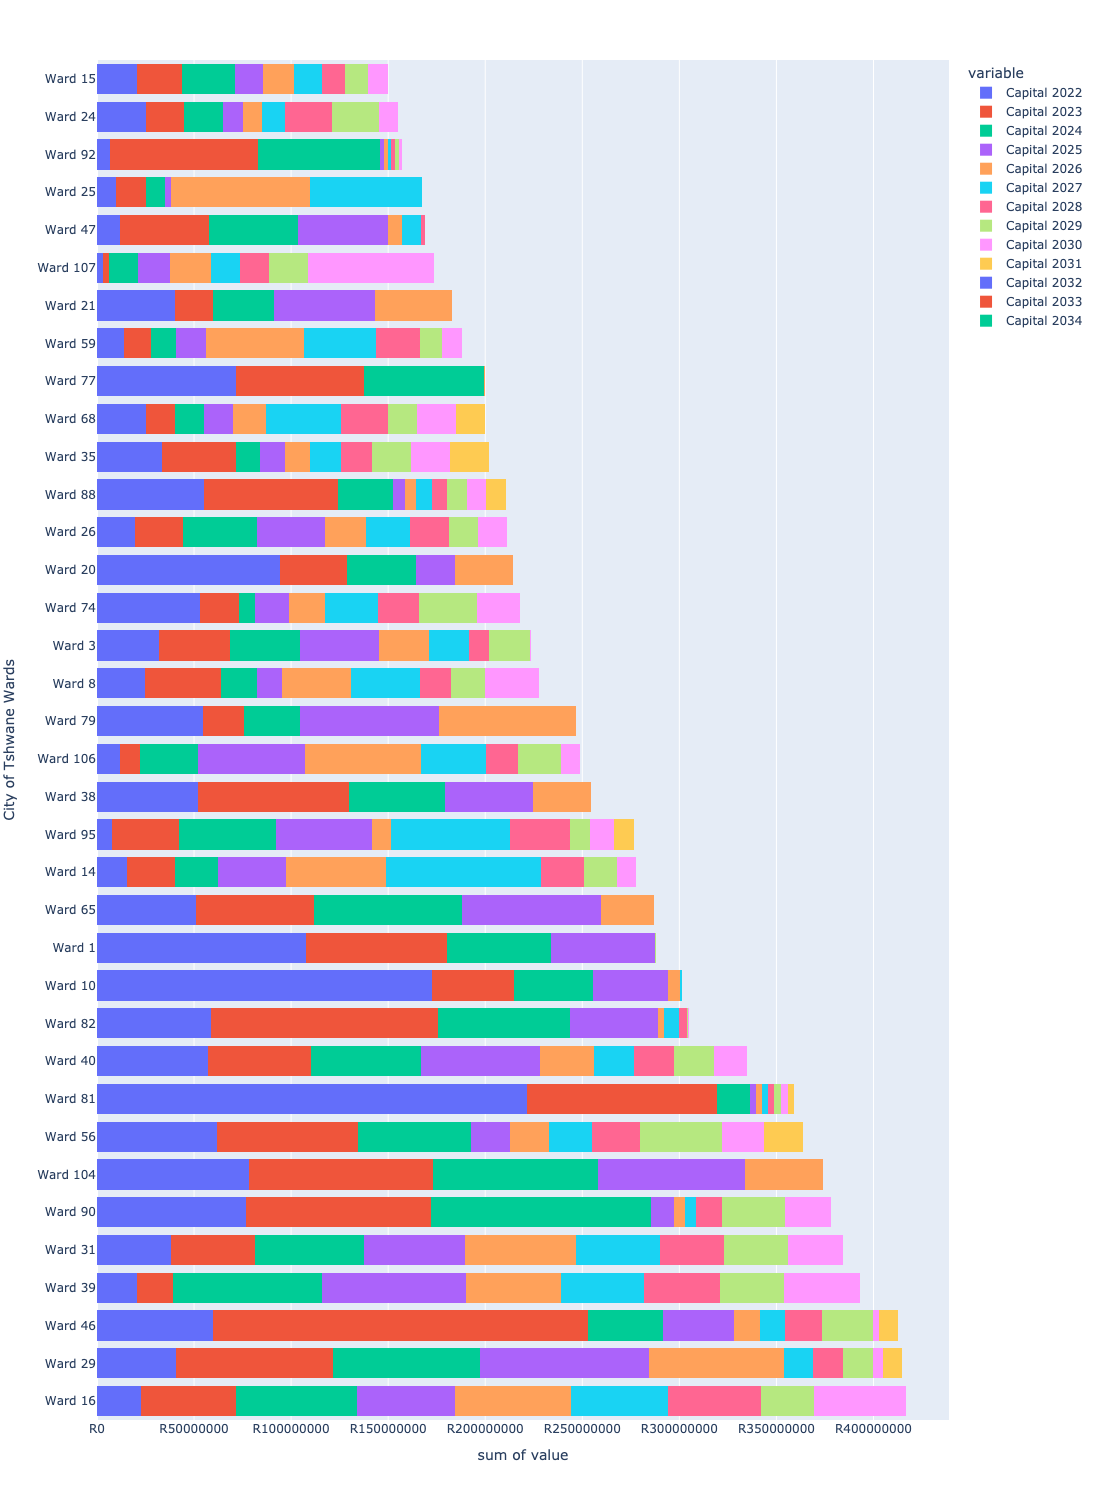 variable
Capital 2022
Capital 2023
Capital 2024
Capital 2025
Capital 2026
Capital 2027
Capital 2028
Capital 2029
Capital 2030
Capital 2031
Capital 2032
Capital 2033
Capital 2034
City of Tshwane Wards
Ward 15
Ward 24
Ward 92
Ward 25
Ward 47
Ward 107
Ward 21
Ward 59
Ward 77
Ward 68
Ward 35
Ward 88
Ward 26
Ward 20
Ward 74
Ward 3
Ward 8
Ward 79
Ward 106
Ward 38
Ward 95
Ward 14
Ward 65
Ward 1
Ward 10
Ward 82
Ward 40
Ward 81
Ward 56
Ward 104
Ward 90
Ward 31
Ward 39
Ward 46
Ward 29
Ward 16
R0 R50000000 R100000000 R150000000 R200000000 R250000000 R300000000 R350000000 R400000000
sum of value